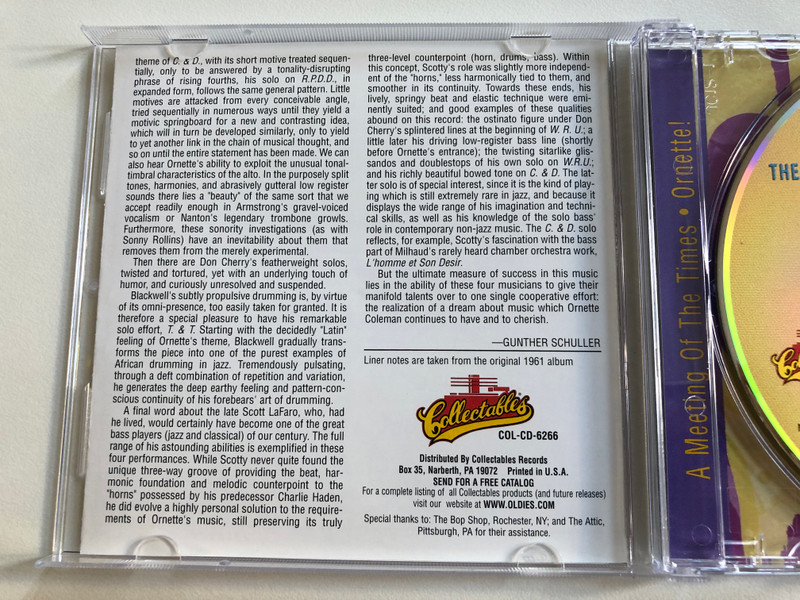 theme of C. & D., with its short motive treated sequen-
tially, only to be answered by a tonality-disrupting
phrase of rising fourths, his solo on R.P.D.D., in
expanded form, follows the same general pattern. Little
motives are attacked from every conceivable angle,
tried sequentially in numerous ways until they yield a
motivic springboard for a new and contrasting idea,
which will in turn be developed similarly, only to yield
to yet another link in the chain of musical thought, and
so on until the entire statement has been made. We can
also hear Ornette's ability to exploit the unusual tonal-
timbral characteristics of the alto. In the purposely split
tones, harmonies, and abrasively gutteral low register
sounds there lies a "beauty" of the same sort that we
accept readily enough in Armstrong's gravel-voiced
vocalism or Nanton's legendary trombone growls.
Furthermore, these sonority investigations (as with
Sonny Rollins) have an inevitability about them that
removes them from the merely experimental.
Then there are Don Cherry's featherweight solos,
twisted and tortured, yet with an underlying touch of
humor, and curiously unresolved and suspended.
Blackwell's subtly propulsive drumming is, by virtue
of its omni-presence, too easily taken for granted. It is
therefore a special pleasure to have his remarkable
solo effort, T. & T. Starting with the decidedly "Latin"
feeling of Ornette's theme, Blackwell gradually trans-
forms the piece into one of the purest examples of
African drumming in jazz. Tremendously pulsating,
through a deft combination of repetition and variation,
he generates the deep earthy feeling and pattern-con-
scious continuity of his forebears' art of drumming.
A final word about the late Scott LaFaro, who, had
he lived, would certainly have become one of the great
bass players (jazz and classical) of our century. The full
range of his astounding abilities is exemplified in these
four performances. While Scotty never quite found the
unique three-way groove of providing the beat, har-
monic foundation and melodic counterpoint to the
"horns" possessed by his predecessor Charlie Haden,
he did evolve a highly personal solution to the require-
ments of Ornette's music, still preserving its truly
three-level counterpoint (horn, drums, bass). Within
this concept, Scotty's role was slightly more independ-
ent of the "horns," less harmonically tied to them, and
smoother in its continuity. Towards these ends, his
lively, springy beat and elastic technique were emi-
nently suited; and good examples of these qualities
abound on this record: the ostinato figure under Don
Cherry's splintered lines at the beginning of W. R. U.; a
little later his driving low-register bass line (shortly
before Ornette's entrance); the twisting sitarlike glis-
sandos and doublestops of his own solo on W.R.U.;
and his richly beautiful bowed tone on C. & D. The lat-
ter solo is of special interest, since it is the kind of play-
ing which is still extremely rare in jazz, and because it
displays the wide range of his imagination and techni-
cal skills, as well as his knowledge of the solo bass'
role in contemporary non-jazz music. The C. & D. solo
reflects, for example, Scotty's fascination with the bass
part of Milhaud's rarely heard chamber orchestra work,
L'homme et Son Desir.
But the ultimate measure of success in this music
lies in the ability of these four musicians to give their
manifold talents over to one single cooperative effort:
the realization of a dream about music which Ornette
Coleman continues to have and to cherish.
—GUNTHER SCHULLER
Liner notes are taken from the original 1961 album
Collectables
COL-CD-6266
Distributed By Collectables Records
Box 35, Narberth, PA 19072 Printed in U.S.A.
SEND FOR A FREE CATALOG
For a complete listing of all Collectables products (and future releases)
visit our website at WWW.OLDIES.COM
Special thanks to: The Bop Shop, Rochester, NY; and The Attic,
Pittsburgh, PA for their assistance.
A Meeting Of The Times • Ornette!
THE